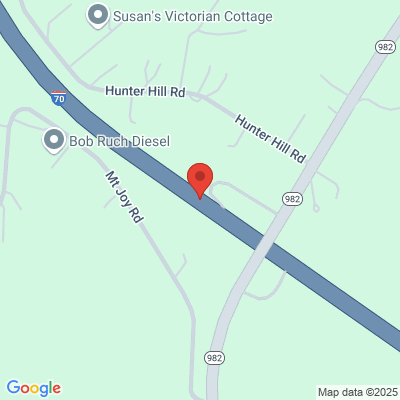 Susan's Victorian Cottage
982
70
Hunter Hill Rd
Hunter Hill Rd
Bob Ruch Diesel
Mt Joy Rd
982
982
Google
Map data ©2025